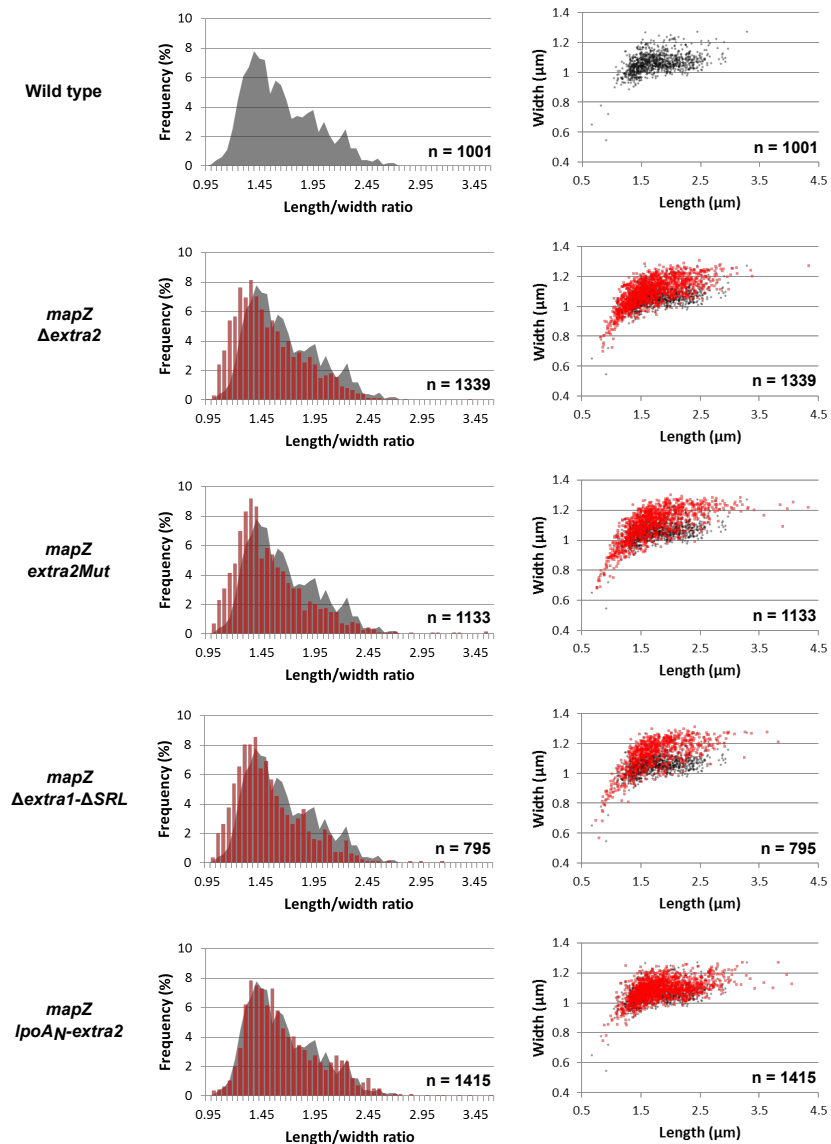 Wild type
Frequency (%)
10
8
6
4
2
0
n = 1001
0.95 1.45 1.95 2.45 2.95 3.45
Length/width ratio
Width (µm)
1.4
1.2
1
0.8
0.6
0.4
n = 1001
0.5 1.5 2.5 3.5 4.5
Length (µm)
mapZ
Δextra2
Frequency (%)
10
8
6
4
2
0
n = 1339
0.95 1.45 1.95 2.45 2.95 3.45
Length/width ratio
Width (µm)
1.4
1.2
1
0.8
0.6
0.4
n = 1339
0.5 1.5 2.5 3.5 4.5
Length (µm)
mapZ
extra2Mut
Frequency (%)
10
8
6
4
2
0
n = 1133
0.95 1.45 1.95 2.45 2.95 3.45
Length/width ratio
Width (µm)
1.4
1.2
1
0.8
0.6
0.4
n = 1133
0.5 1.5 2.5 3.5 4.5
Length (µm)
mapZ
Δextra1-ΔSRL
Frequency (%)
10
8
6
4
2
0
n = 795
0.95 1.45 1.95 2.45 2.95 3.45
Length/width ratio
Width (µm)
1.4
1.2
1
0.8
0.6
0.4
n = 795
0.5 1.5 2.5 3.5 4.5
Length (µm)
mapZ
IpoAN-extra2
Frequency (%)
10
8
6
4
2
0
n = 1415
0.95 1.45 1.95 2.45 2.95 3.45
Length/width ratio
Width (µm)
1.4
1.2
1
0.8
0.6
0.4
n = 1415
0.5 1.5 2.5 3.5 4.5
Length (µm)